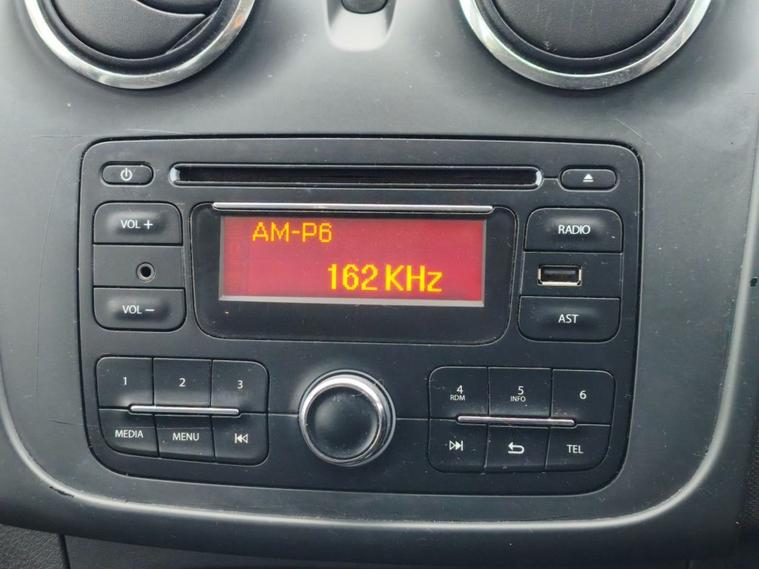 VOL +
AM-P6
RADIO
162 KHz
VOL –
AST
1 2 3
4 5 6
RDM INFO
MEDIA MENU
TEL